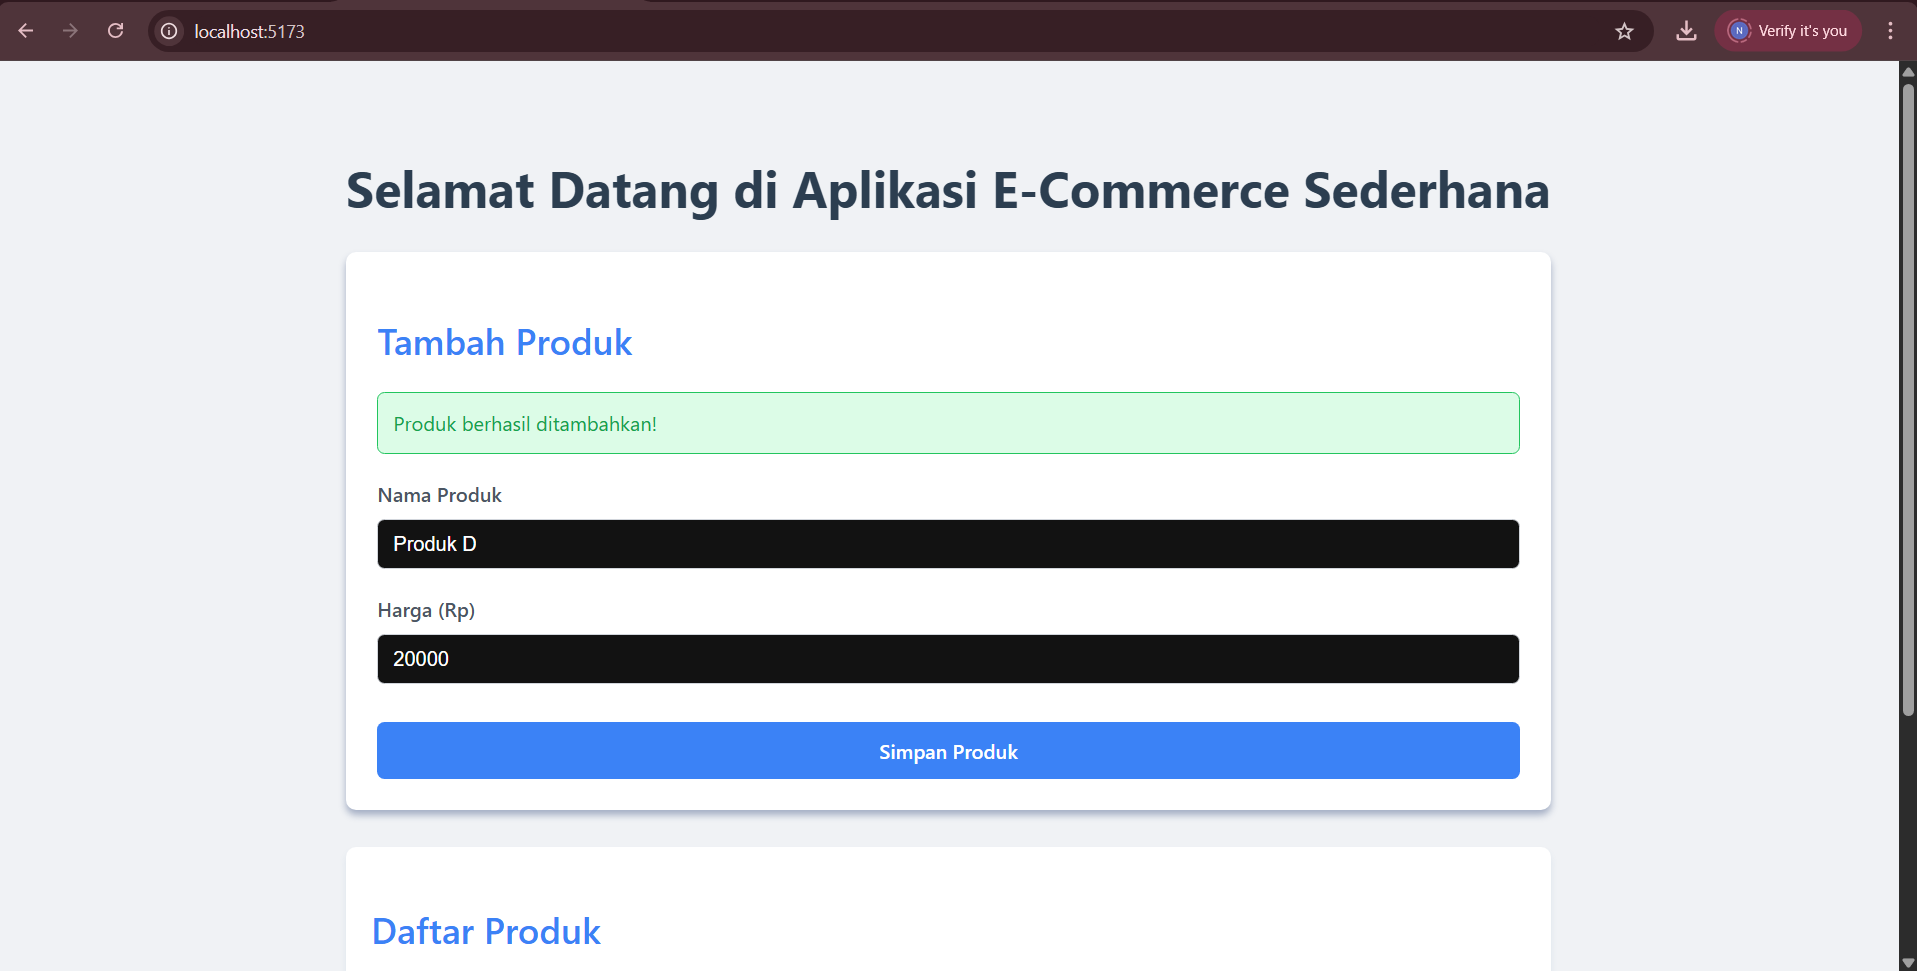 localhost:5173
N
Verify it's you
Selamat Datang di Aplikasi E-Commerce Sederhana
Tambah Produk
Produk berhasil ditambahkan!
Nama Produk
Produk D
Harga (Rp)
20000
Simpan Produk
Daftar Produk